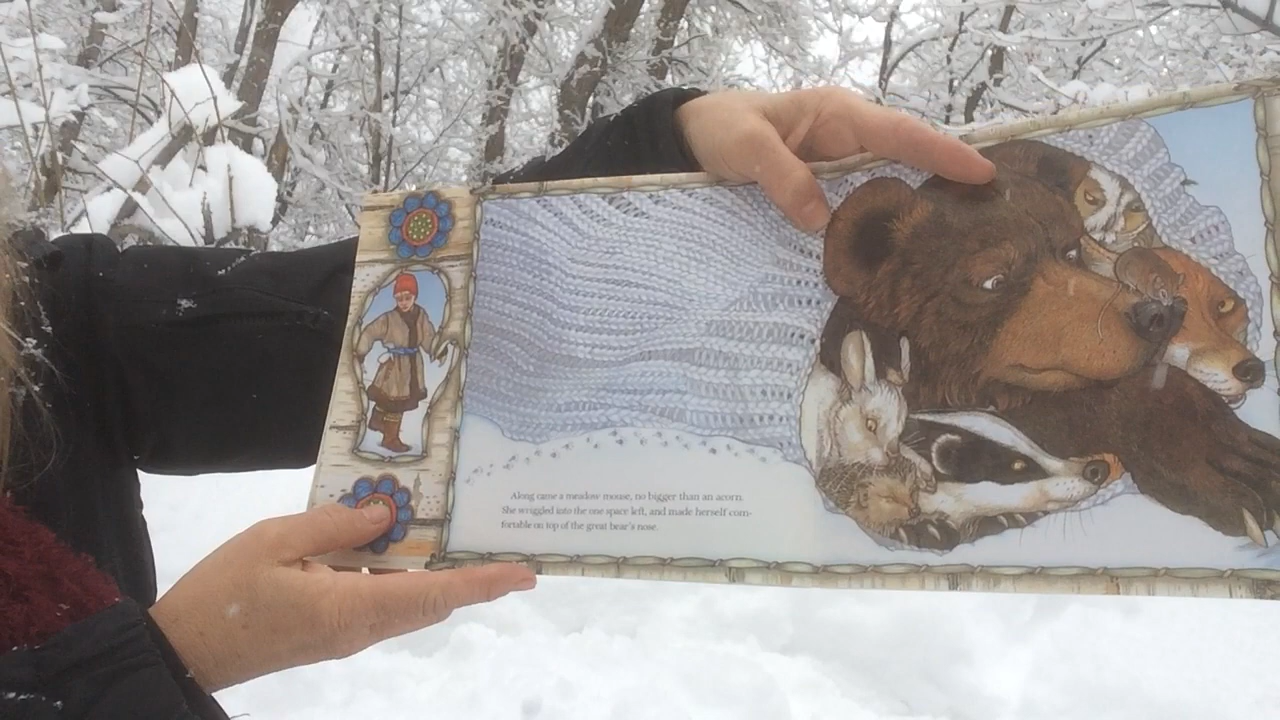 Along came a meadow mouse, no bigger than an acorn.
She wriggled into the one space left, and made herself com-
fortable on top of the great bear's nose.